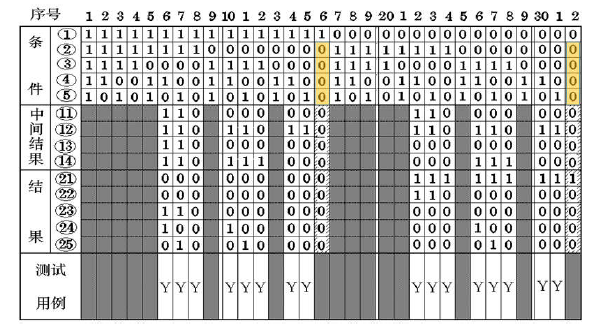 序号 1 2 3 4 5 6 7 8 9 10 1 2 3 4 5 6 7 8 9 20 1 2 3 4 5 6 7 8 9 30 1 2
条件
① 1 1 1 1 1 1 1 1 1 1 1 1 1 1 1 1 0 0 0 0 0 0 0 0 0 0 0 0 0 0 0 0
② 1 1 1 1 1 1 1 1 0 0 0 0 0 0 0 0 1 1 1 1 1 1 1 1 0 0 0 0 0 0 0 0
③ 1 1 1 1 0 0 0 0 1 1 1 1 0 0 0 0 1 1 1 1 0 0 0 0 1 1 1 1 0 0 0 0
④ 1 1 0 0 1 1 0 0 1 1 0 0 1 1 0 0 1 1 0 0 1 1 0 0 1 1 0 0 1 1 0 0
⑤ 1 0 1 0 1 0 1 0 1 0 1 0 1 0 1 0 1 0 1 0 1 0 1 0 1 0 1 0 1 0 1 0
中间结果
⑪ 1 1 0 0 0 0 0 0 0 1 1 0 0 0 0 0 0 0
⑫ 1 1 0 1 1 0 1 1 0 1 1 0 1 1 0 1 1 0
⑬ 0 0 0 0 0 0 0 0 0 0 0 0 0 0 0 0 0 0
⑭ 1 1 0 1 1 1 0 0 0 0 0 0 1 1 1 0 0 0
结果
㉑ 0 0 0 0 0 0 0 0 0 1 1 1 1 1 1 1 1 1
㉒ 0 0 0 0 0 0 0 0 0 1 1 0 0 0 0 0 0 0
㉓ 1 1 0 0 0 0 0 0 0 0 0 0 0 0 0 0 0 0
㉔ 1 0 0 1 0 0 0 0 0 0 0 0 1 0 0 0 0 0
㉕ 0 1 0 0 1 0 0 0 0 0 0 0 0 1 0 0 0 0
测试
用例 Y Y Y Y Y Y Y Y Y Y Y Y Y Y Y Y